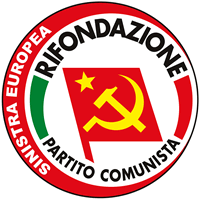 SINISTRA EUROPEA
RIFONDAZIONE
PARTITO COMUNISTA